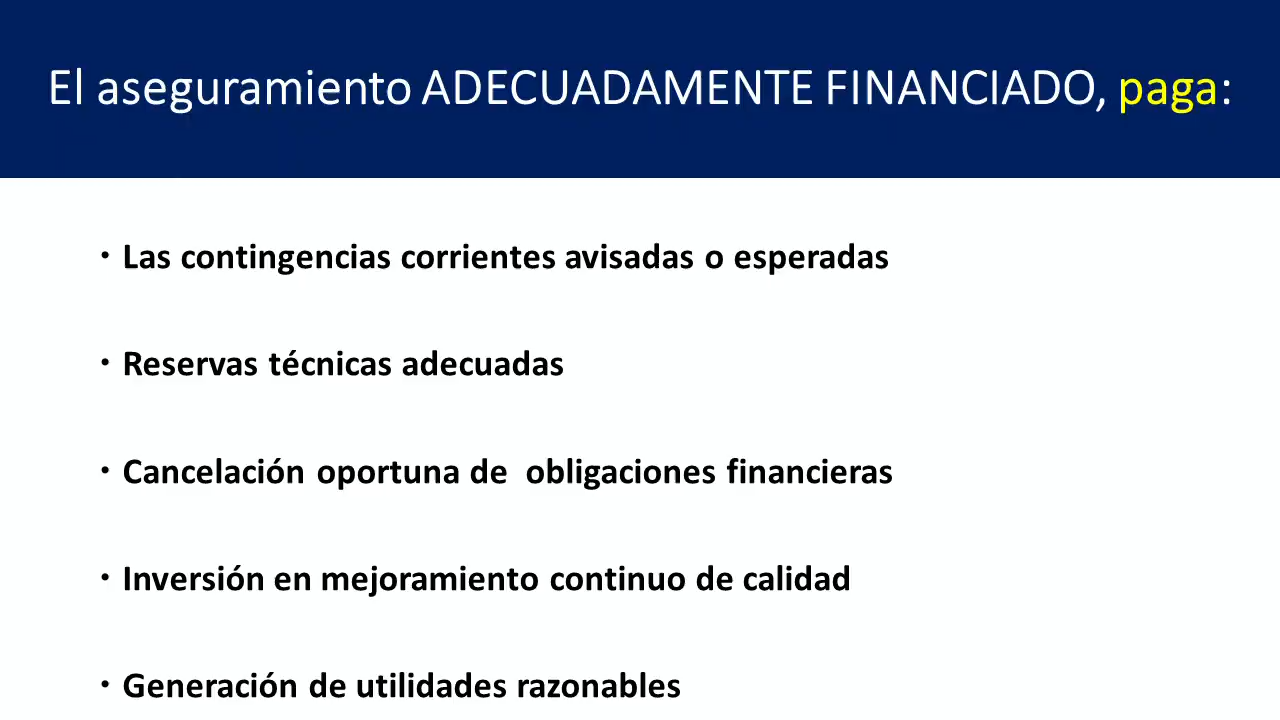 El aseguramiento ADECUADAMENTE FINANCIADO, paga:
• Las contingencias corrientes avisadas o esperadas
• Reservas técnicas adecuadas
• Cancelación oportuna de  obligaciones financieras
• Inversión en mejoramiento continuo de calidad
• Generación de utilidades razonables